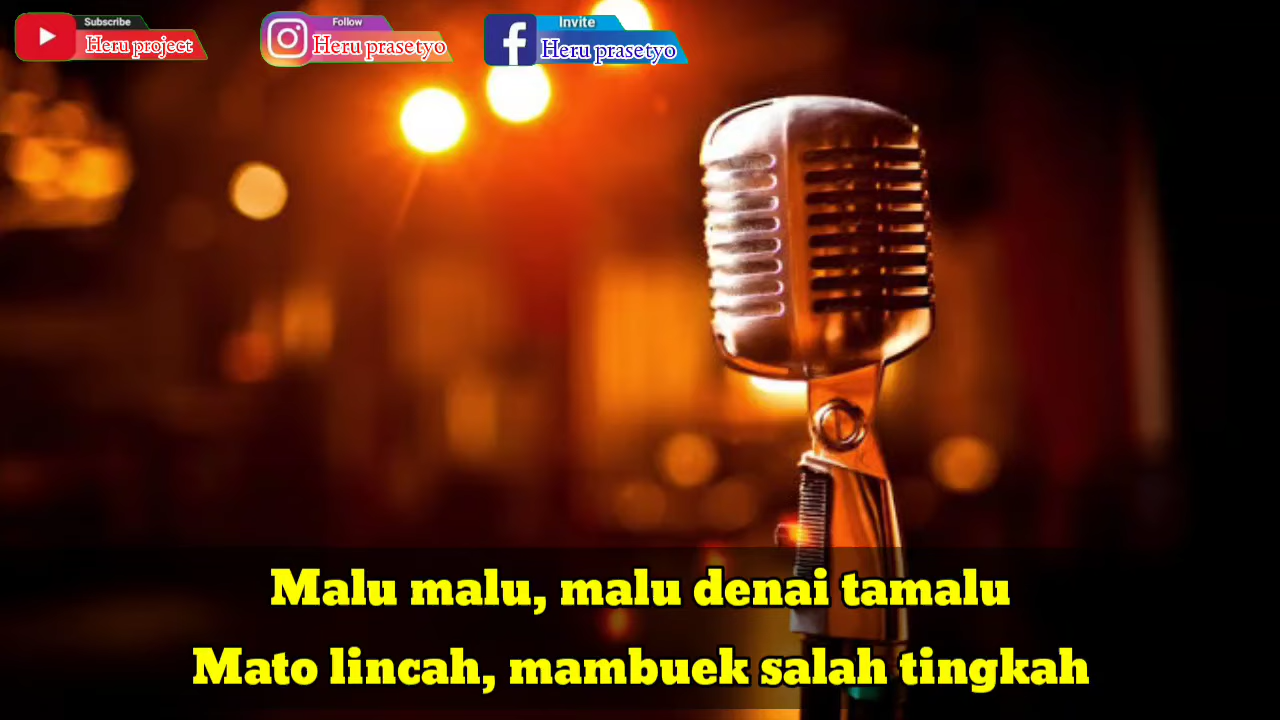 Subscribe
Heru project
Follow
Heru prasetyo
Invite
Heru prasetyo
Malu malu, malu denai tamalu
Mato lincah, mambuek salah tingkah